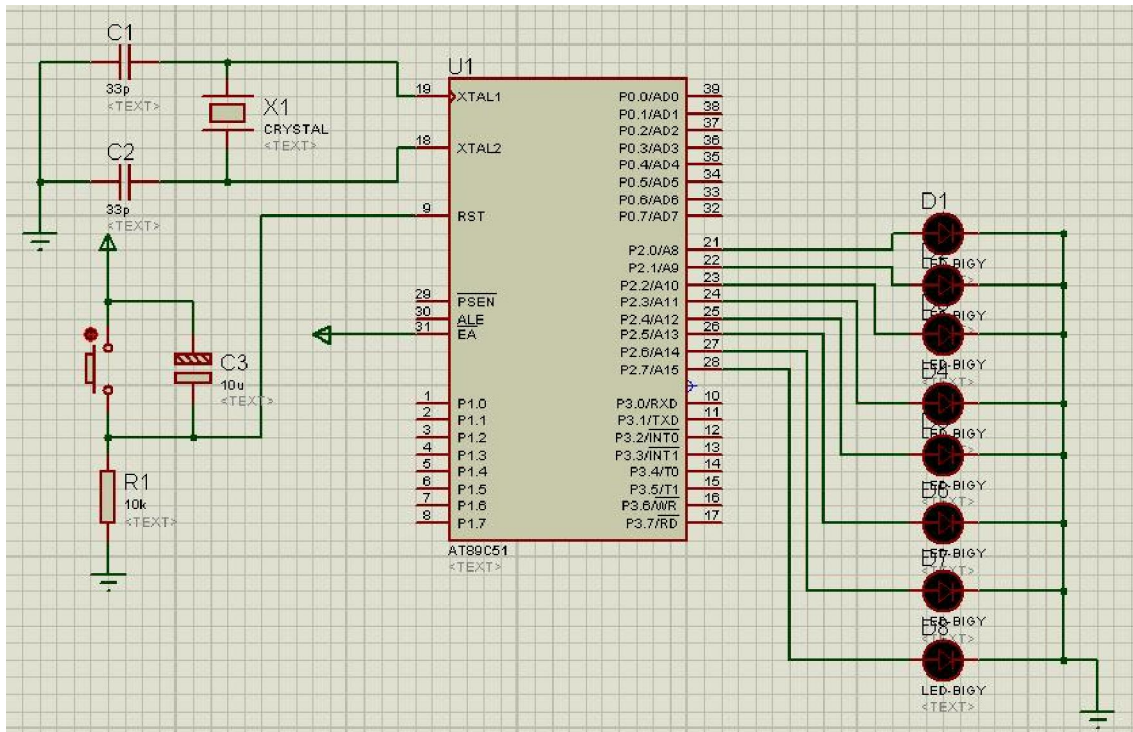 C1
33p
<TEXT>
X1
CRYSTAL
<TEXT>
C2
33p
<TEXT>
C3
10u
<TEXT>
R1
10k
<TEXT>
U1
19 XTAL1
18 XTAL2
9 RST
29 PSEN
30 ALE
31 EA
1 P1.0
2 P1.1
3 P1.2
4 P1.3
5 P1.4
6 P1.5
7 P1.6
8 P1.7
P0.0/AD0 39
P0.1/AD1 38
P0.2/AD2 37
P0.3/AD3 36
P0.4/AD4 35
P0.5/AD5 34
P0.6/AD6 33
P0.7/AD7 32
P2.0/A8 21
P2.1/A9 22
P2.2/A10 23
P2.3/A11 24
P2.4/A12 25
P2.5/A13 26
P2.6/A14 27
P2.7/A15 28
P3.0/RXD 10
P3.1/TXD 11
P3.2/INT0 12
P3.3/INT1 13
P3.4/T0 14
P3.5/T1 15
P3.6/WR 16
P3.7/RD 17
AT89C51
<TEXT>
D1
LED-BIGY
LED-BIGY
LED-BIGY
D4
LED-BIGY
LED-BIGY
D6
LED-BIGY
D7
LED-BIGY
D8
LED-BIGY
<TEXT>